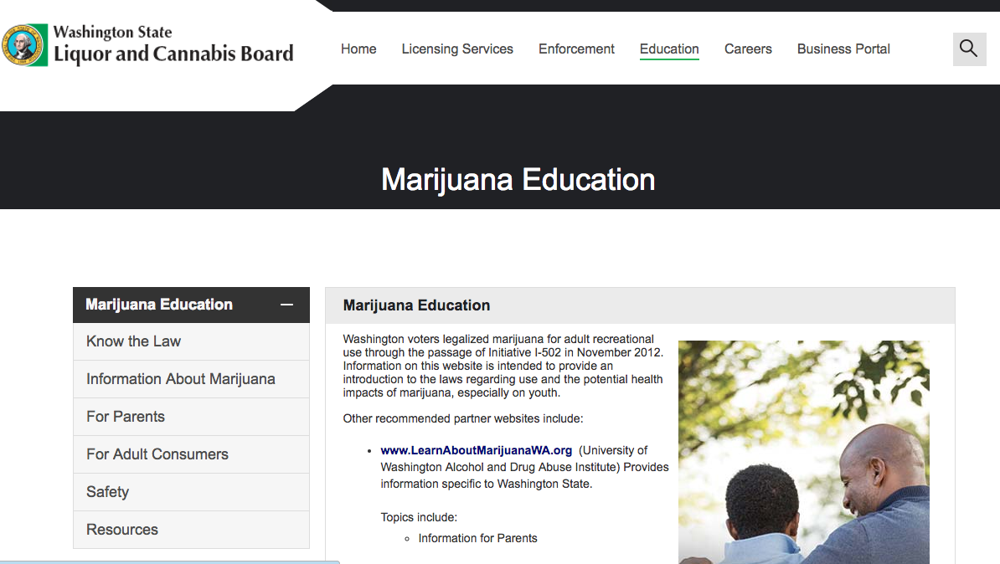 Washington State
Liquor and Cannabis Board
Home
Licensing Services
Enforcement
Education
Careers
Business Portal
Marijuana Education
Marijuana Education
Know the Law
Information About Marijuana
For Parents
For Adult Consumers
Safety
Resources
Marijuana Education
Washington voters legalized marijuana for adult recreational
use through the passage of Initiative I-502 in November 2012.
Information on this website is intended to provide an
introduction to the laws regarding use and the potential health
impacts of marijuana, especially on youth.
Other recommended partner websites include:
www.LearnAboutMarijuanaWA.org (University of
Washington Alcohol and Drug Abuse Institute) Provides
information specific to Washington State.
Topics include:
Information for Parents